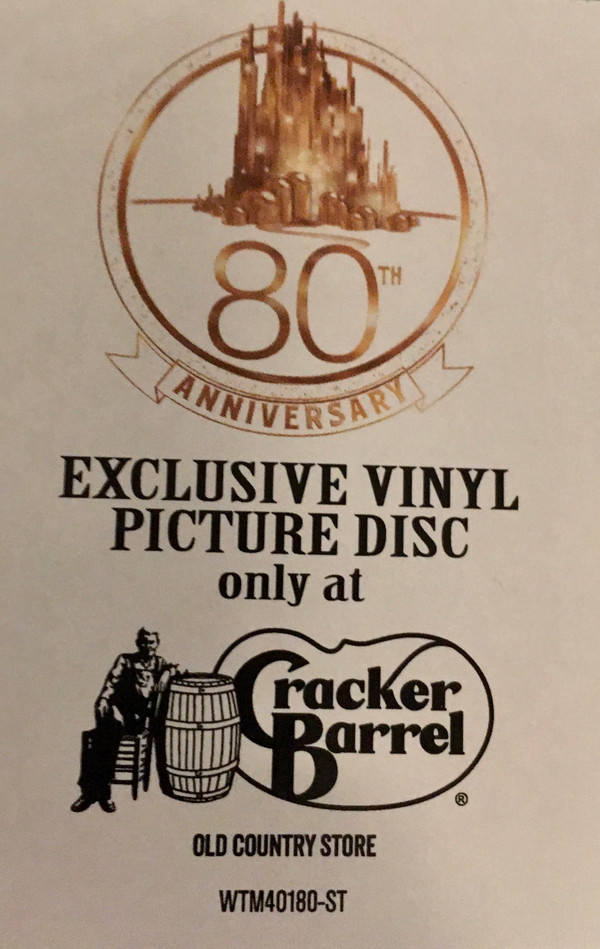 80TH
ANNIVERSARY
EXCLUSIVE VINYL
PICTURE DISC
only at
Cracker
Barrel
®
OLD COUNTRY STORE
WTM40180-ST